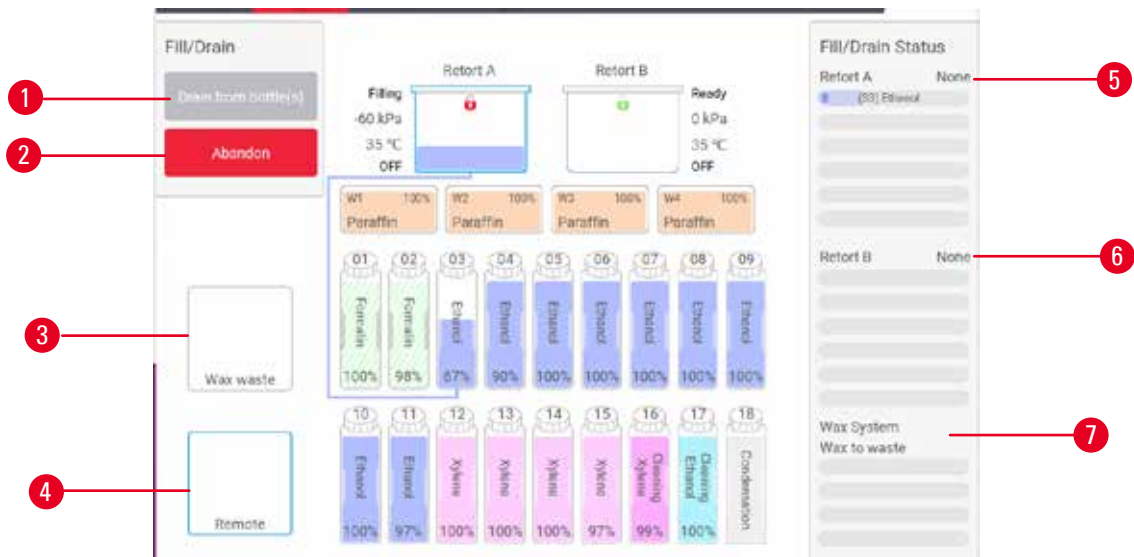 Fill/Drain
1
Drain from bottle(s)
2
Abandon
3
Wax waste
4
Remote
Retort A
Filling
-60 kPa
35 °C
OFF
Retort B
Ready
0 kPa
35 °C
OFF
W1 100%
Paraffin
W2 100%
Paraffin
W3 100%
Paraffin
W4 100%
Paraffin
01 02 03 04 05 06 07 08 09
Formalin Formalin Ethanol Ethanol Ethanol Ethanol Ethanol Ethanol Ethanol
100% 98% 67% 90% 100% 100% 100% 100% 100%
10 11 12 13 14 15 16 17 18
Ethanol Ethanol Xylene Xylene Xylene Xylene Cleaning Xylene Cleaning Ethanol Condensation
100% 97% 100% 100% 100% 97% 99% 100%
Fill/Drain Status
Retort A None
5
(S3) Ethanol
Retort B None
6
Wax System
Wax to waste
7